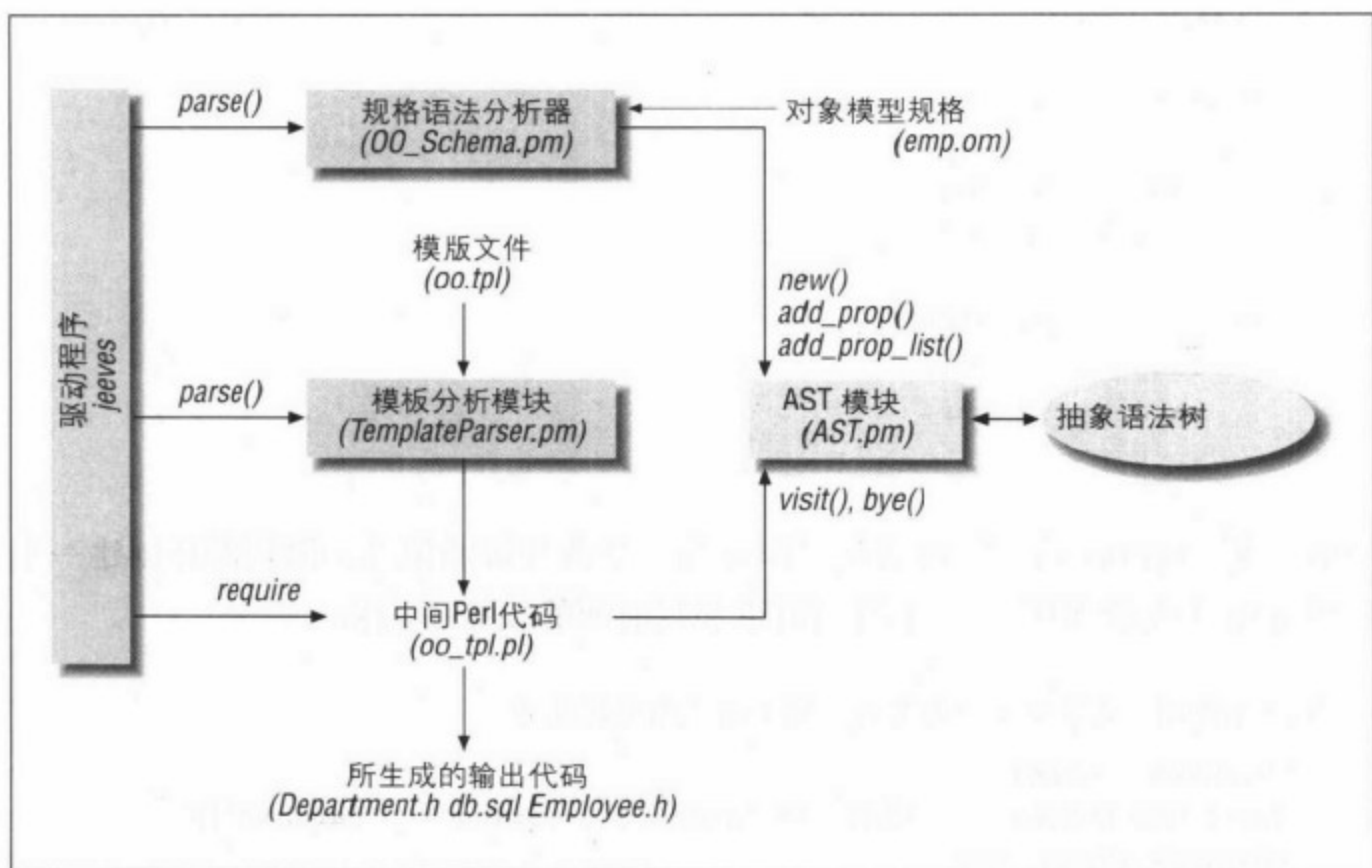 parse()
规格语法分析器
(OO_Schema.pm)
对象模型规格
(emp.om)
模版文件
(oo.tpl)
new()
add_prop()
add_prop_list()
驱动程序
jeeves
parse()
模板分析模块
(TemplateParser.pm)
AST 模块
(AST.pm)
抽象语法树
visit(), bye()
require
中间Perl代码
(oo_tpl.pl)
所生成的输出代码
(Department.h db.sql Employee.h)